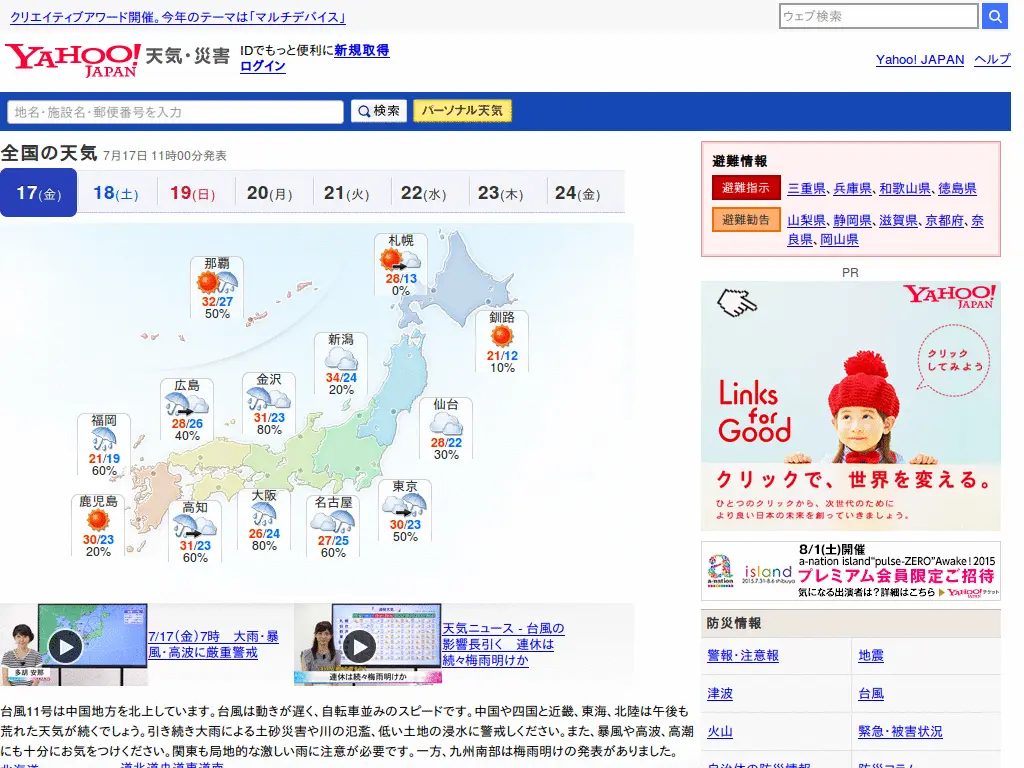 クリエイティブアワード開催。今年のテーマは「マルチデバイス」
ウェブ検索
YAHOO! JAPAN 天気・災害
IDでもっと便利に新規取得
ログイン
Yahoo! JAPAN ヘルプ
地名・施設名・郵便番号を入力
検索
パーソナル天気
全国の天気 7月17日 11時00分発表
17(金) 18(土) 19(日) 20(月) 21(火) 22(水) 23(木) 24(金)
札幌
28/13
0%
那覇
32/27
50%
釧路
21/12
10%
新潟
34/24
20%
金沢
31/23
80%
広島
28/26
40%
仙台
28/22
30%
福岡
21/19
60%
東京
30/23
50%
大阪
26/24
80%
鹿児島
30/23
20%
名古屋
27/25
60%
高知
31/23
60%
多胡 安那
7/17(金)7時 大雨・暴
風・高波に厳重警戒
連休は続々梅雨明けか
天気ニュース - 台風の
影響長引く 連休は
続々梅雨明けか
台風11号は中国地方を北上しています。台風は動きが遅く、自転車並みのスピードです。中国や四国と近畿、東海、北陸は午後も
荒れた天気が続くでしょう。引き続き大雨による土砂災害や川の氾濫、低い土地の浸水に警戒してください。また、暴風や高波、高潮
にも十分にお気をつけください。関東も局地的な激しい雨に注意が必要です。一方、九州南部は梅雨明けの発表がありました。
避難情報
避難指示 三重県、兵庫県、和歌山県、徳島県
避難勧告 山梨県、静岡県、滋賀県、京都府、奈
良県、岡山県
PR
YAHOO! JAPAN
クリック
してみよう
Links
for
Good
クリックで、世界を変える。
ひとつのクリックから、次世代のために
より良い日本の未来を創っていきましょう。
8/1(土)開催
a-nation island"pulse-ZERO"Awake!2015
a-nation
island
2015.7.31-8.6 shibuya
プレミアム会員限定ご招待
気になる出演者は?詳細はこちら
YAHOO! JAPAN チケット
防災情報
警報・注意報 地震
津波 台風
火山 緊急・被害状況